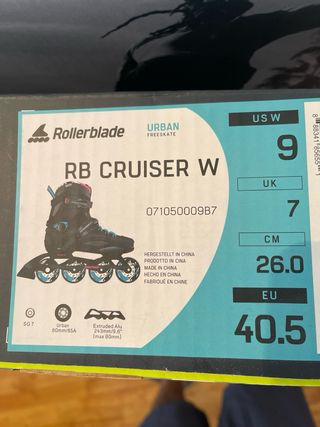 Rollerblade
URBAN
FREESKATE
RB CRUISER W
071050009B7
HERGESTELLT IN CHINA
PRODOTTO IN CINA
MADE IN CHINA
HECHO EN CHINA
FABRIQUÉ EN CHINE
SG 7
Urban
80mm/85A
Extruded Alu
243mm/9.6"
(max 80mm)
US W
9
UK
7
CM
26.0
EU
40.5